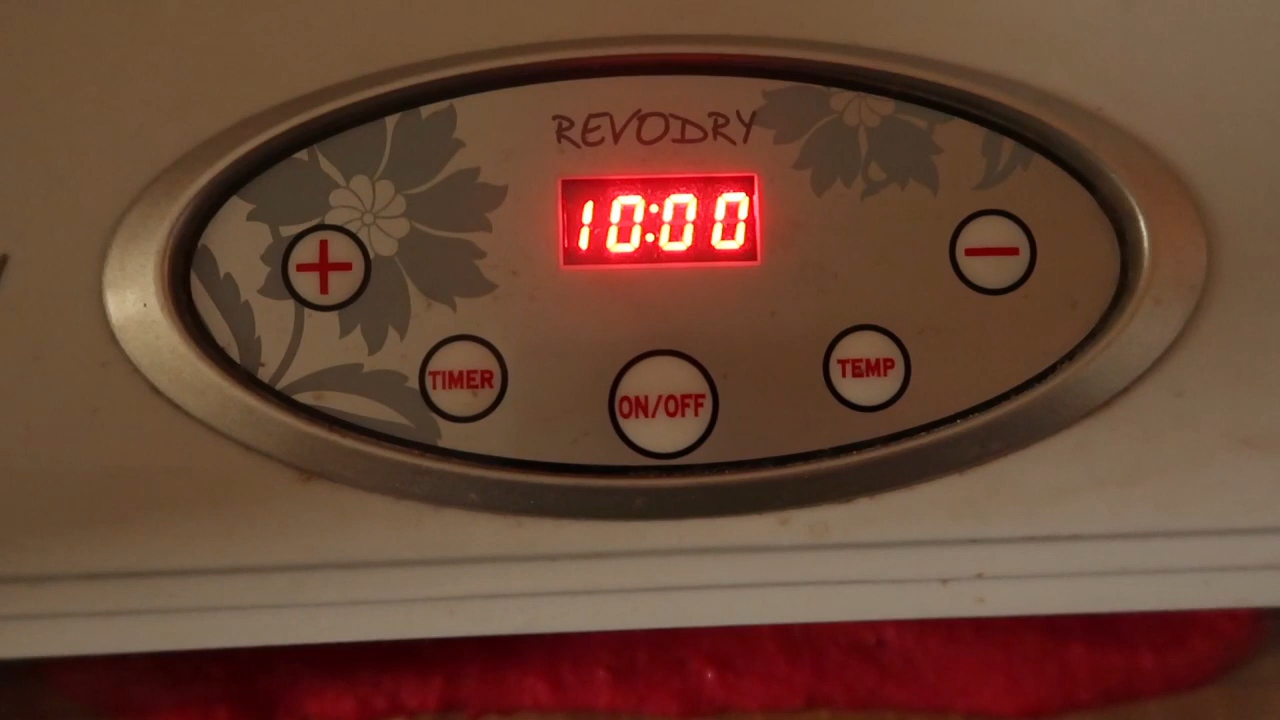 REVODRY
10:00
+
−
TIMER
ON/OFF
TEMP